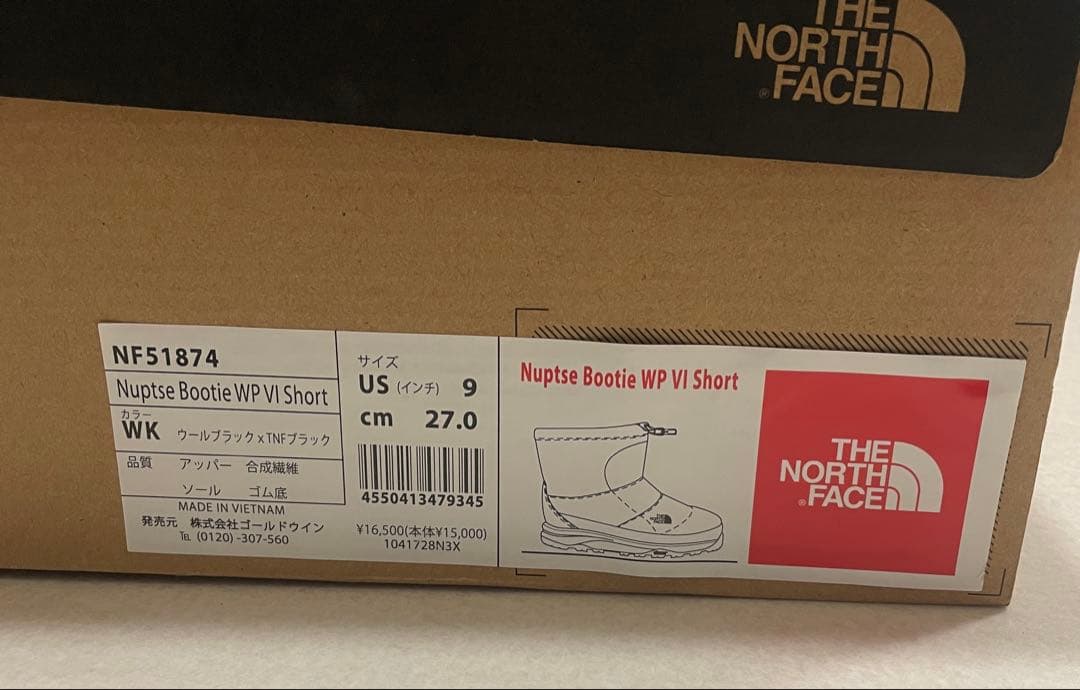 THE
NORTH
FACE
®
NF51874
Nuptse Bootie WP VI Short
カラー
WK ウールブラックxTNFブラック
品質 アッパー 合成繊維
ソール ゴム底
MADE IN VIETNAM
発売元 株式会社ゴールドウイン
℡ (0120) -307-560
サイズ
US (インチ) 9
cm 27.0
4550413479345
¥16,500(本体¥15,000)
1041728N3X
Nuptse Bootie WP VI Short
THE
NORTH
FACE
®